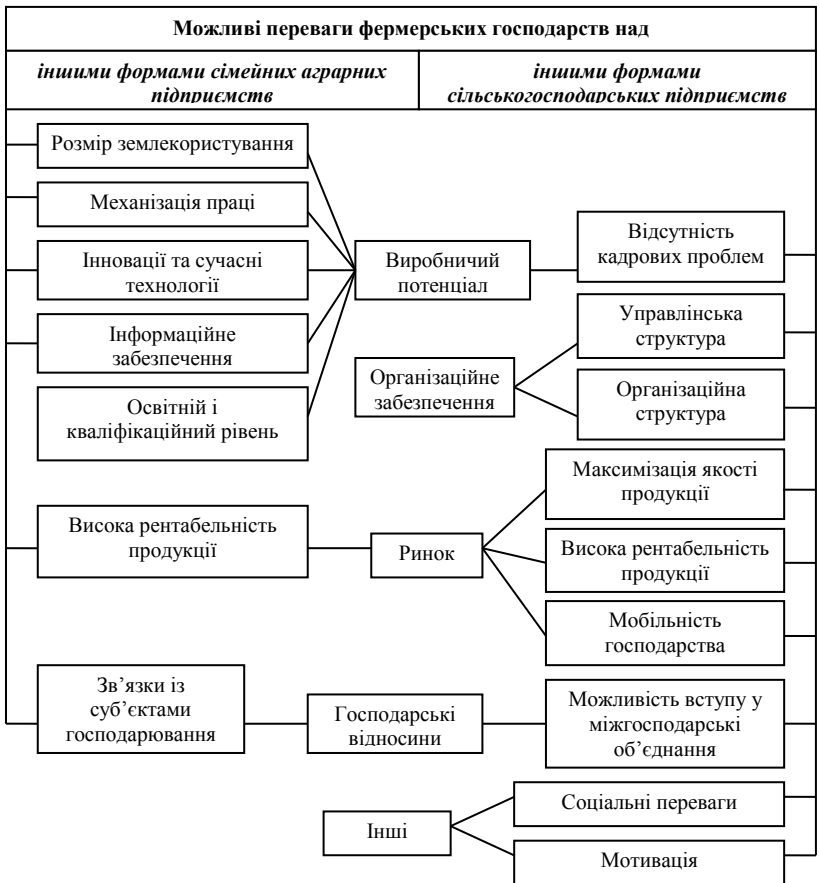 Можливі переваги фермерських господарств над
іншими формами сімейних аграрних
підприємств
іншими формами
сільськогосподарських підприємств
Розмір землекористування
Механізація праці
Інновації та сучасні
технології
Інформаційне
забезпечення
Освітній і
кваліфікаційний рівень
Виробничий
потенціал
Відсутність
кадрових проблем
Організаційне
забезпечення
Управлінська
структура
Організаційна
структура
Висока рентабельність
продукції
Ринок
Максимізація якості
продукції
Висока рентабельність
продукції
Мобільність
господарства
Зв’язки із
суб’єктами
господарювання
Господарські
відносини
Можливість вступу у
міжгосподарські
об’єднання
Інші
Соціальні переваги
Мотивація